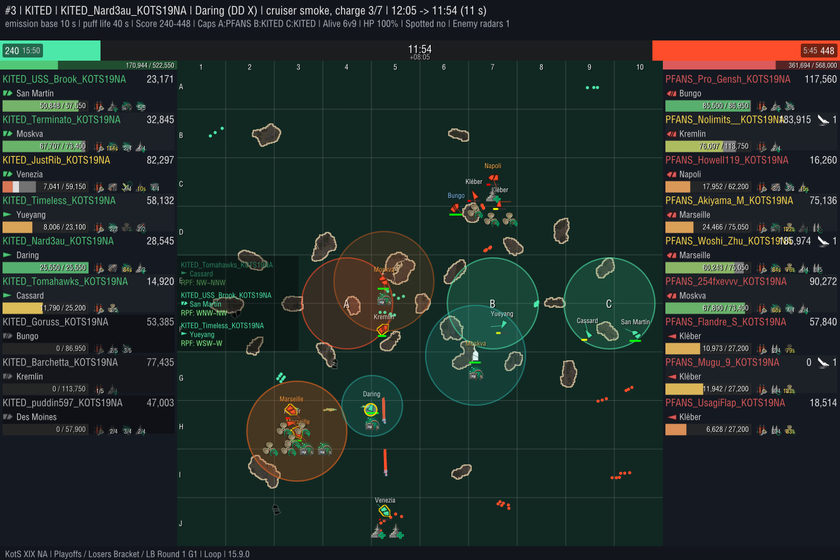 #3 | KITED | KITED_Nard3au_KOTS19NA | Daring (DD X) | cruiser smoke, charge 3/7 | 12:05 -> 11:54 (11 s)
emission base 10 s | puff life 40 s | Score 240-448 | Caps A:PFANS B:KITED C:KITED | Alive 6v9 | HP 100% | Spotted no | Enemy radars 1
240 15:50
11:54
+08:05
5:45 448
170,944 / 522,550
361,694 / 568,000
1 2 3 4 5 6 7 8 9 10
A
B
C
D
G
H
I
J
KITED_USS_Brook_KOTS19NA 23,171
San Martín
KITED_Terminato_KOTS19NA 32,845
Moskva
KITED_JustRib_KOTS19NA 82,297
Venezia
7,041 / 59,150
KITED_Timeless_KOTS19NA 58,132
Yueyang
8,006 / 23,100
KITED_Nard3au_KOTS19NA 28,545
Daring
KITED_Tomahawks_KOTS19NA 14,920
Cassard
1,790 / 25,200
KITED_Goruss_KOTS19NA 53,385
Bungo
0 / 86,950
KITED_Barchetta_KOTS19NA 77,435
Kremlin
0 / 113,750
KITED_puddin597_KOTS19NA 47,003
Des Moines
0 / 57,900
KITED_Tomahawks_KOTS19NA
Cassard
RPF: NW-NNW
KITED_USS_Brook_KOTS19NA
San Martín
RPF: WNW-NW
KITED_Timeless_KOTS19NA
Yueyang
RPF: WSW-W
Napoli
Kléber
Kléber
Bungo
A
B
C
Kremlin
Yueyang
Cassard
San Martín
Marseille
Daring
Venezia
PFANS_Pro_Gensh_KOTS19NA 117,560
Bungo
PFANS_Nolimits__KOTS19NA 1
Kremlin
PFANS_Howell119_KOTS19NA 16,260
Napoli
17,952 / 62,200
PFANS_Akiyama_M_KOTS19NA 75,136
Marseille
24,466 / 75,050
PFANS_Woshi_Zhu_KOTS19NA 1
Marseille
PFANS_254fxevvv_KOTS19NA 90,272
Moskva
PFANS_Flandre_S_KOTS19NA 57,840
Kléber
10,973 / 27,200
PFANS_Mugu_9_KOTS19NA 0 1
Kléber
11,942 / 27,200
PFANS_UsagiFlap_KOTS19NA 18,514
Kléber
6,628 / 27,200
KotS XIX NA | Playoffs / Losers Bracket / LB Round 1 G1 | Loop | 15.9.0